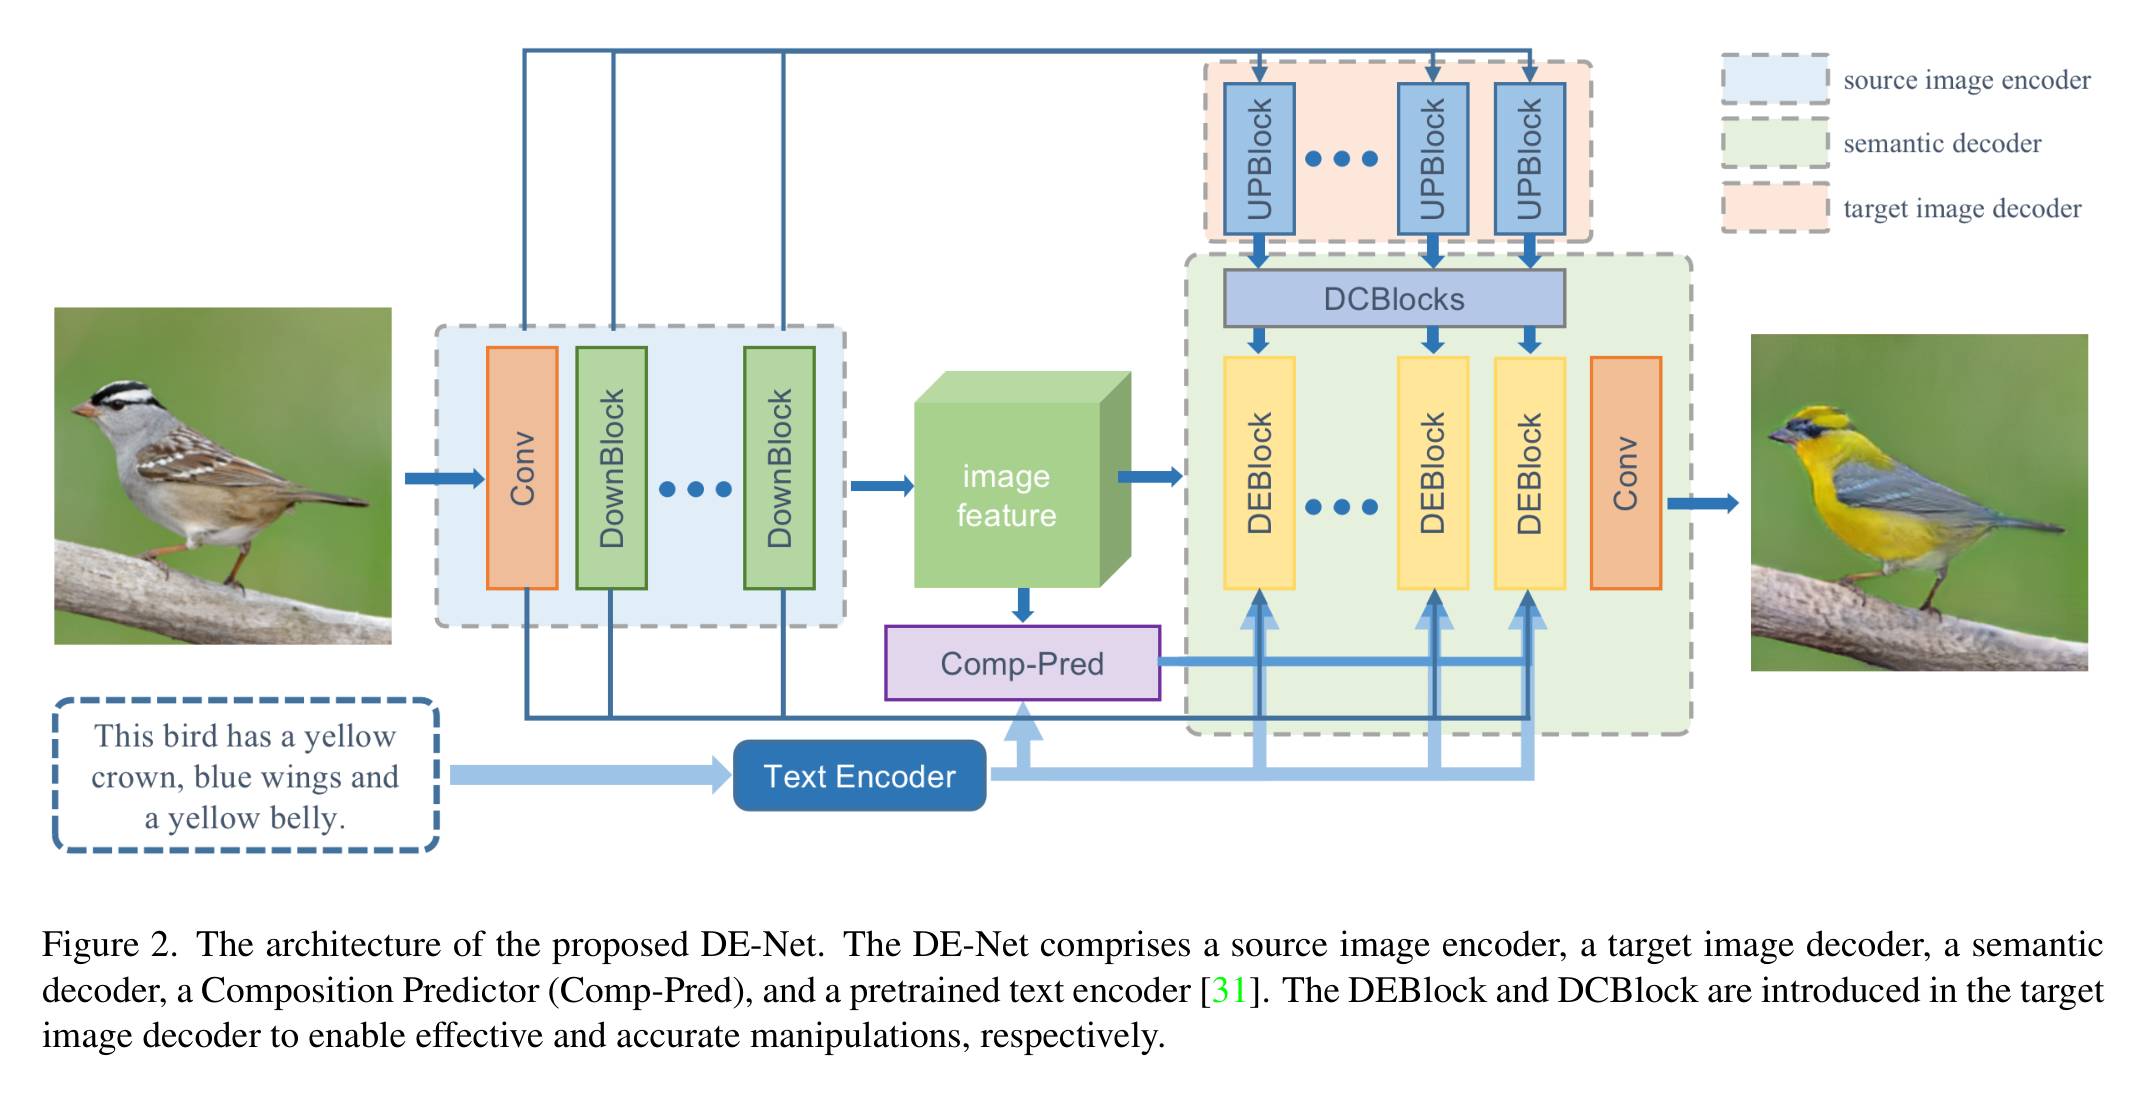 source image encoder
semantic decoder
target image decoder
UPBlock
UPBlock
UPBlock
DCBlocks
Conv
DownBlock
DownBlock
image
feature
DEBlock
DEBlock
DEBlock
Conv
Comp-Pred
This bird has a yellow
crown, blue wings and
a yellow belly.
Text Encoder
Figure 2. The architecture of the proposed DE-Net. The DE-Net comprises a source image encoder, a target image decoder, a semantic
decoder, a Composition Predictor (Comp-Pred), and a pretrained text encoder [31]. The DEBlock and DCBlock are introduced in the target
image decoder to enable effective and accurate manipulations, respectively.